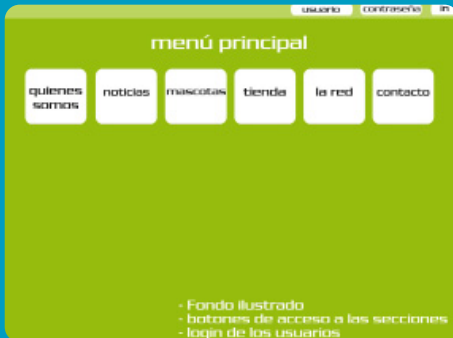 usuario contraseña in
menú principal
quienes somos
noticias
mascotas
tienda
la red
contacto
- Fondo ilustrado
- botones de acceso a las secciones
- login de los usuarios